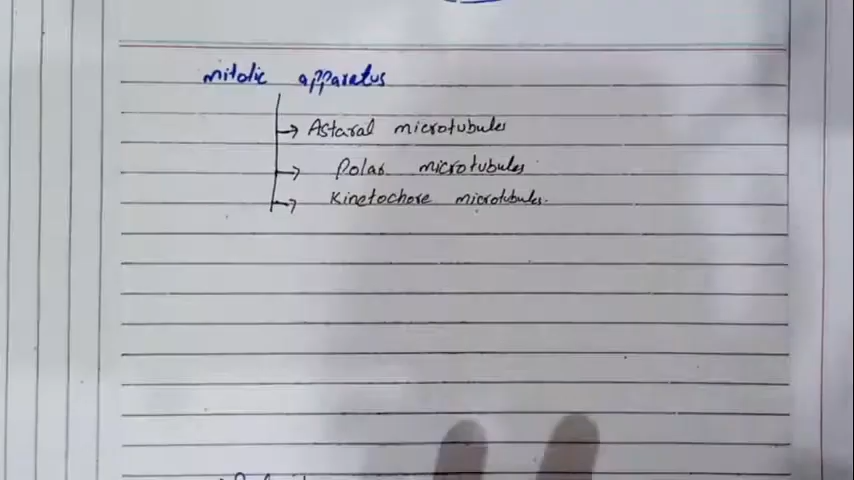 mitotic apparatus
→ Astaral microtubules
→ Polar microtubules
→ Kinetochore microtubules.